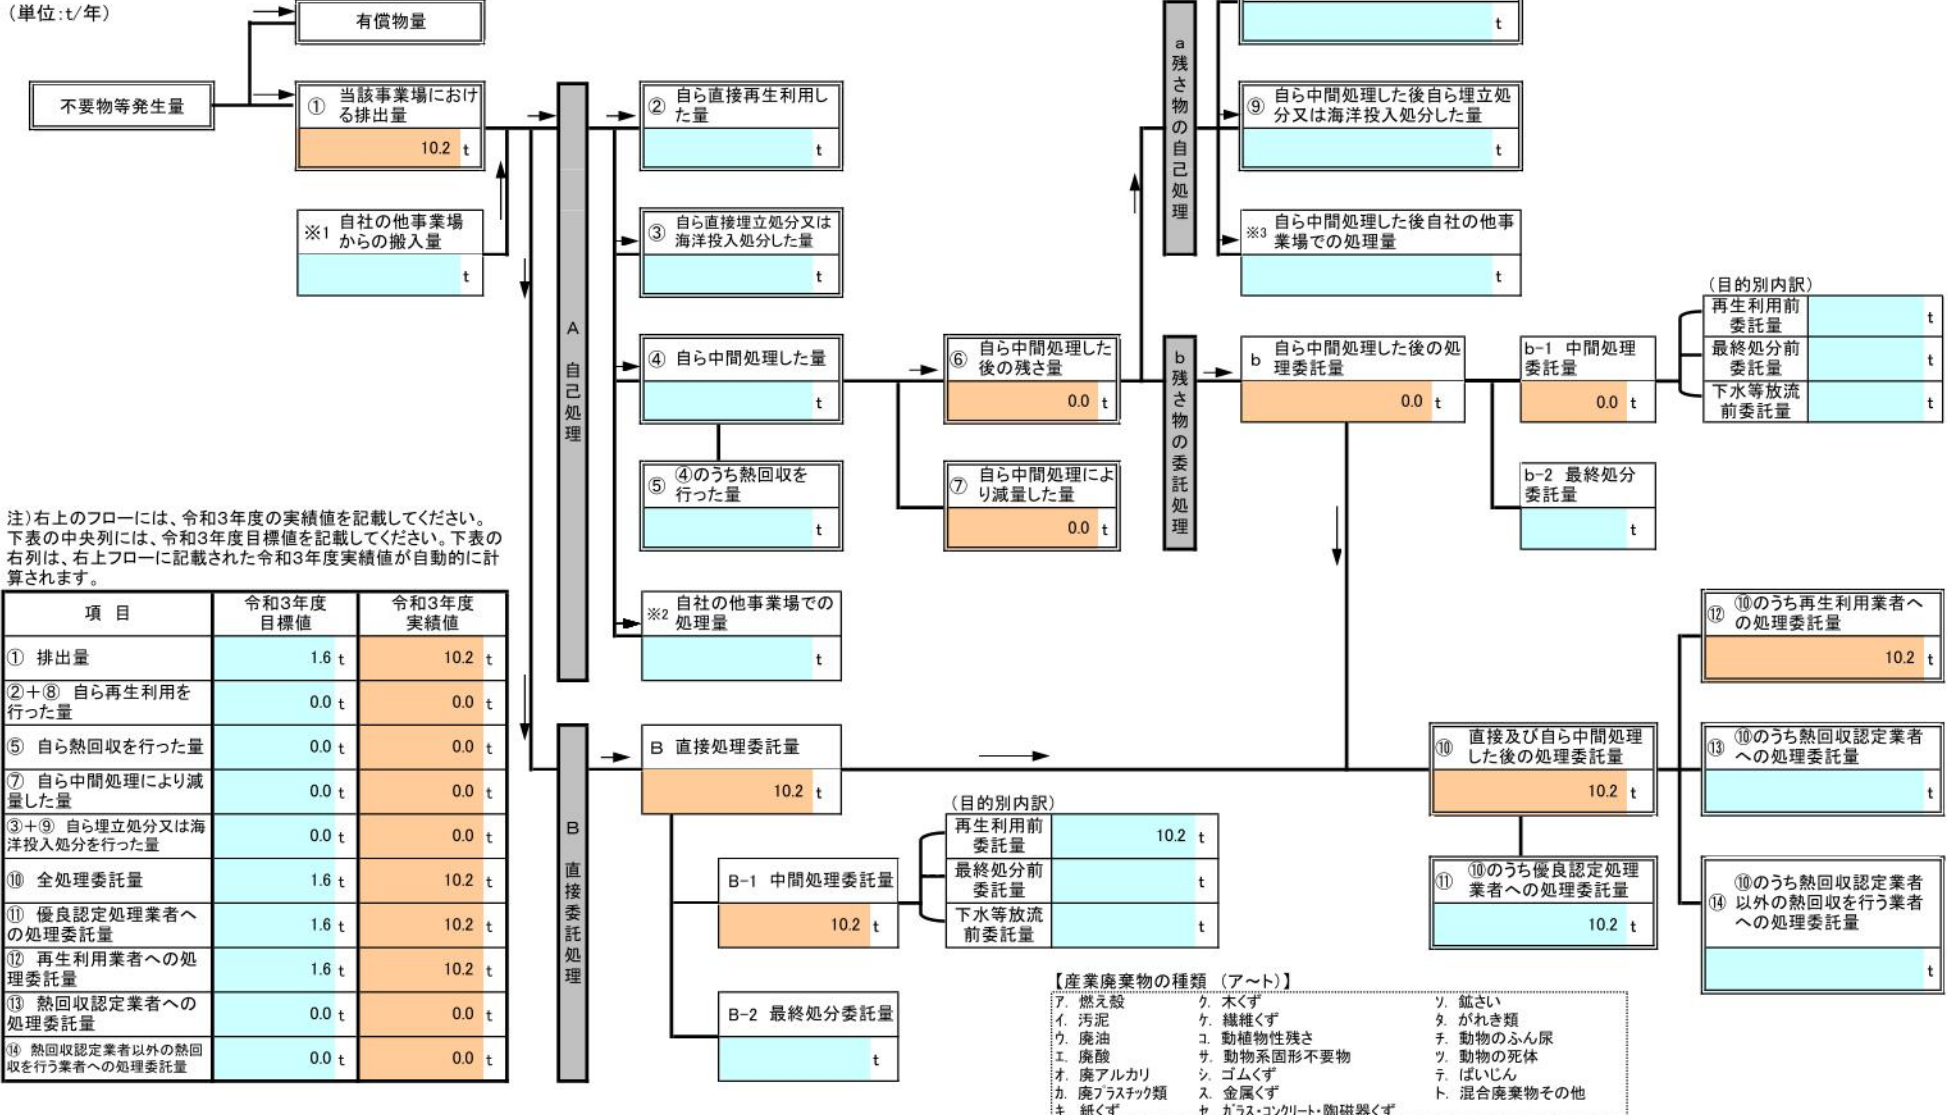 (単位:t/年)
有償物量
不要物等発生量
① 当該事業場におけ
る排出量
10.2 t
※1 自社の他事業場
からの搬入量
t
A 自己処理
② 自ら直接再生利用し
た量
t
③ 自ら直接埋立処分又は
海洋投入処分した量
t
④ 自ら中間処理した量
t
⑤ ④のうち熱回収を
行った量
t
※2 自社の他事業場での
処理量
t
⑥ 自ら中間処理した
後の残さ量
0.0 t
⑦ 自ら中間処理によ
り減量した量
0.0 t
a残さ物の自己処理
t
⑨ 自ら中間処理した後自ら埋立処
分又は海洋投入処分した量
t
※3 自ら中間処理した後自社の他事
業場での処理量
t
b残さ物の委託処理
b 自ら中間処理した後の処
理委託量
0.0 t
b-1 中間処理
委託量
0.0 t
(目的別内訳)
再生利用前
委託量
t
最終処分前
委託量
t
下水等放流
前委託量
t
b-2 最終処分
委託量
t
注)右上のフローには、令和3年度の実績値を記載してください。
下表の中央列には、令和3年度目標値を記載してください。下表の
右列は、右上フローに記載された令和3年度実績値が自動的に計
算されます。
項 目
令和3年度
目標値
令和3年度
実績値
① 排出量
1.6 t
10.2 t
②+⑧ 自ら再生利用を
行った量
0.0 t
0.0 t
⑤ 自ら熱回収を行った量
0.0 t
0.0 t
⑦ 自ら中間処理により減
量した量
0.0 t
0.0 t
③+⑨ 自ら埋立処分又は海
洋投入処分を行った量
0.0 t
0.0 t
⑩ 全処理委託量
1.6 t
10.2 t
⑪ 優良認定処理業者へ
の処理委託量
1.6 t
10.2 t
⑫ 再生利用業者への処
理委託量
1.6 t
10.2 t
⑬ 熱回収認定業者への
処理委託量
0.0 t
0.0 t
⑭ 熱回収認定業者以外の熱回
収を行う業者への処理委託量
0.0 t
0.0 t
B 直接委託処理
B 直接処理委託量
10.2 t
B-1 中間処理委託量
10.2 t
(目的別内訳)
再生利用前
委託量
10.2 t
最終処分前
委託量
t
下水等放流
前委託量
t
B-2 最終処分委託量
t
⑩ 直接及び自ら中間処理
した後の処理委託量
10.2 t
⑪ ⑩のうち優良認定処理
業者への処理委託量
10.2 t
⑫ ⑩のうち再生利用業者へ
の処理委託量
10.2 t
⑬ ⑩のうち熱回収認定業者
への処理委託量
t
⑭ ⑩のうち熱回収認定業者
以外の熱回収を行う業者
への処理委託量
t
【産業廃棄物の種類 (ア~ト)】
ア. 燃え殻 ク. 木くず ソ. 鉱さい
イ. 汚泥 ケ. 繊維くず タ. がれき類
ウ. 廃油 コ. 動植物性残さ チ. 動物のふん尿
エ. 廃酸 サ. 動物系固形不要物 ツ. 動物の死体
オ. 廃アルカリ シ. ゴムくず テ. ばいじん
カ. 廃プラスチック類 ス. 金属くず ト. 混合廃棄物その他
キ. 紙くず セ. ガラス・コンクリート・陶磁器くず